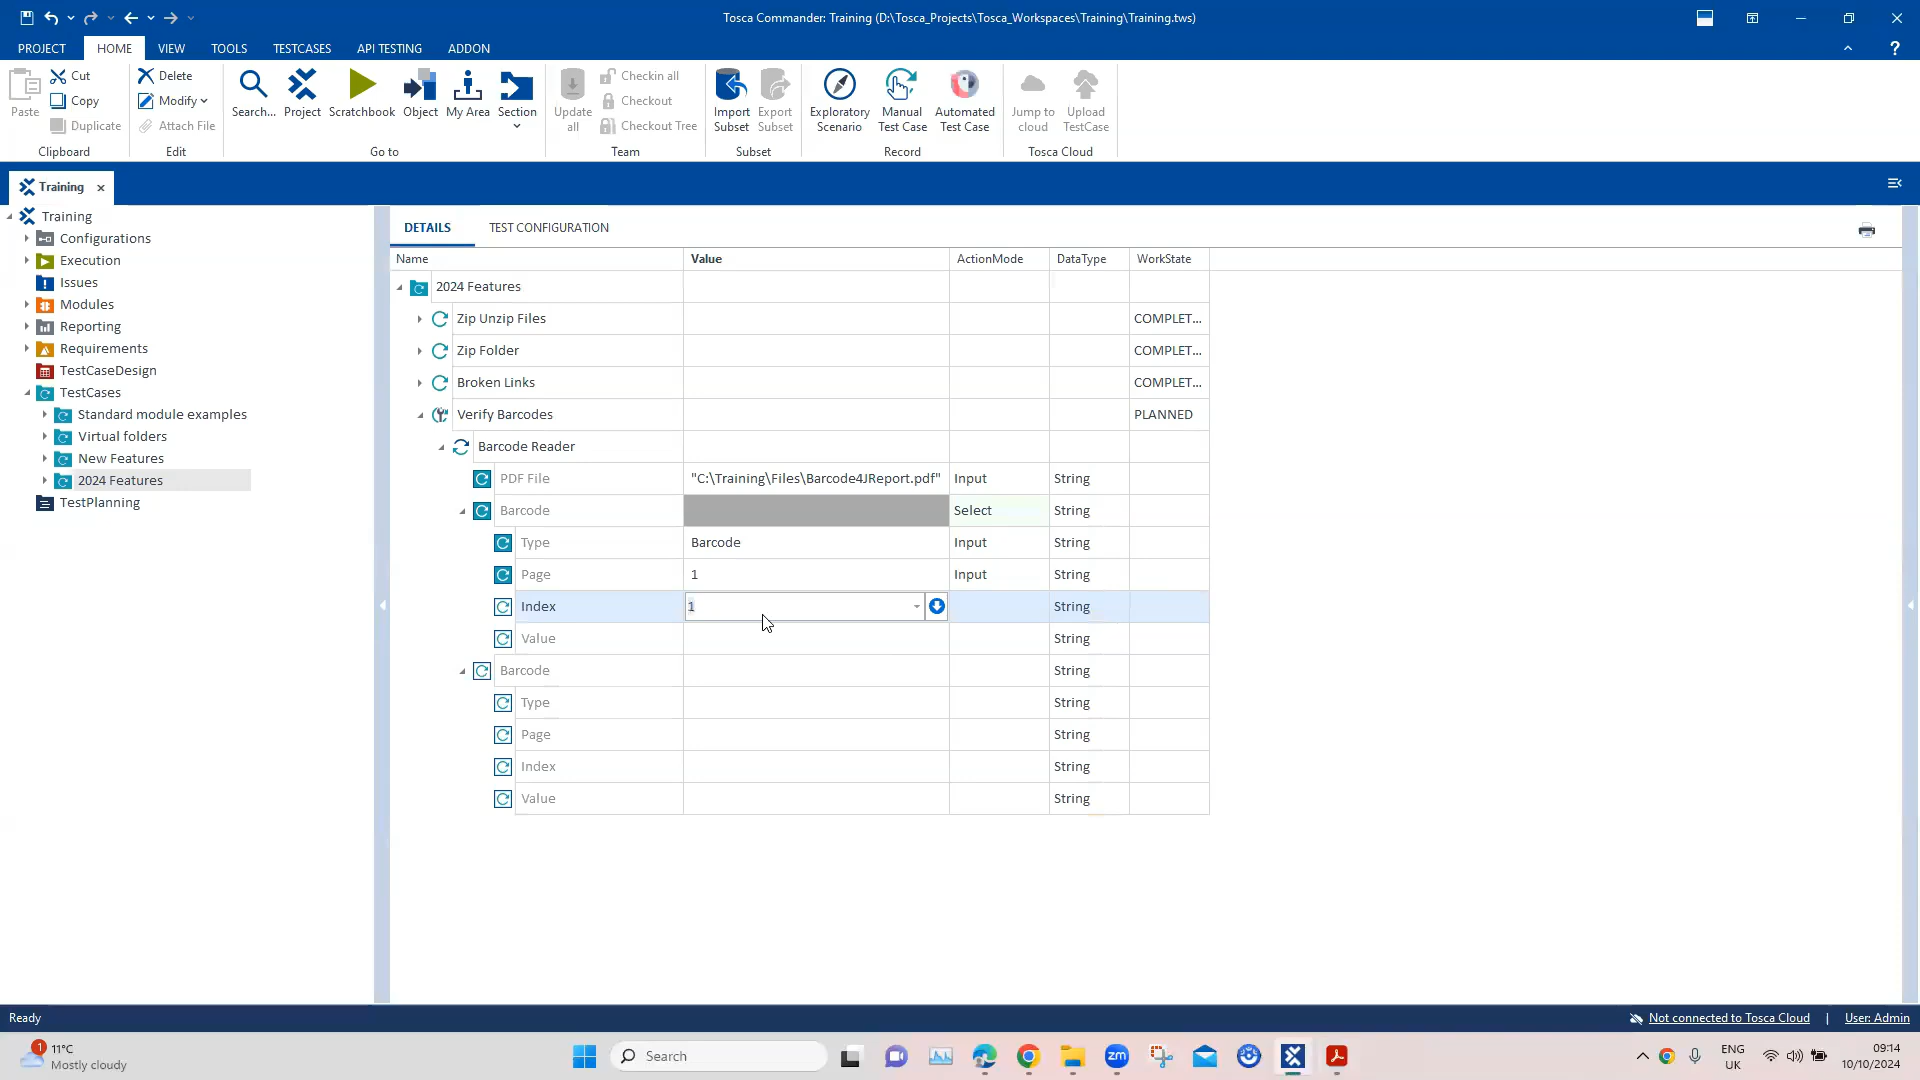 Tosca Commander: Training (D:\Tosca_Projects\Tosca_Workspaces\Training\Training.tws)
PROJECT HOME VIEW TOOLS TESTCASES API TESTING ADDON ?
Paste Cut Copy Duplicate
Clipboard
Delete Modify Attach File
Edit
Search... Project Scratchbook Object My Area Section
Go to
Update all Checkin all Checkout Checkout Tree
Team
Import Subset Export Subset
Subset
Exploratory Scenario Manual Test Case Automated Test Case
Record
Jump to cloud Upload TestCase
Tosca Cloud
Training
Training
Configurations
Execution
Issues
Modules
Reporting
Requirements
TestCaseDesign
TestCases
Standard module examples
Virtual folders
New Features
2024 Features
TestPlanning
DETAILS TEST CONFIGURATION
Name Value ActionMode DataType WorkState
2024 Features
Zip Unzip Files COMPLET...
Zip Folder COMPLET...
Broken Links COMPLET...
Verify Barcodes PLANNED
Barcode Reader
PDF File "C:\Training\Files\Barcode4JReport.pdf" Input String
Barcode Select String
Type Barcode Input String
Page 1 Input String
Index 1 String
Value String
Barcode String
Type String
Page String
Index String
Value String
Ready Not connected to Tosca Cloud | User: Admin
1 11°C
Mostly cloudy
Search
zm
ENG
UK
09:14
10/10/2024